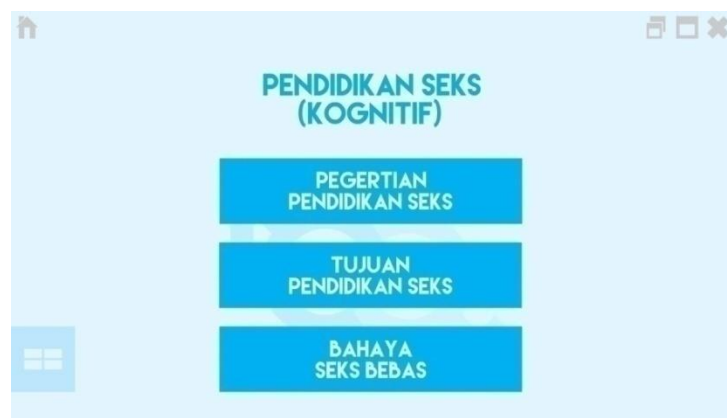 PENDIDIKAN SEKS
(KOGNITIF)
PEGERTIAN
PENDIDIKAN SEKS
TUJUAN
PENDIDIKAN SEKS
BAHAYA
SEKS BEBAS